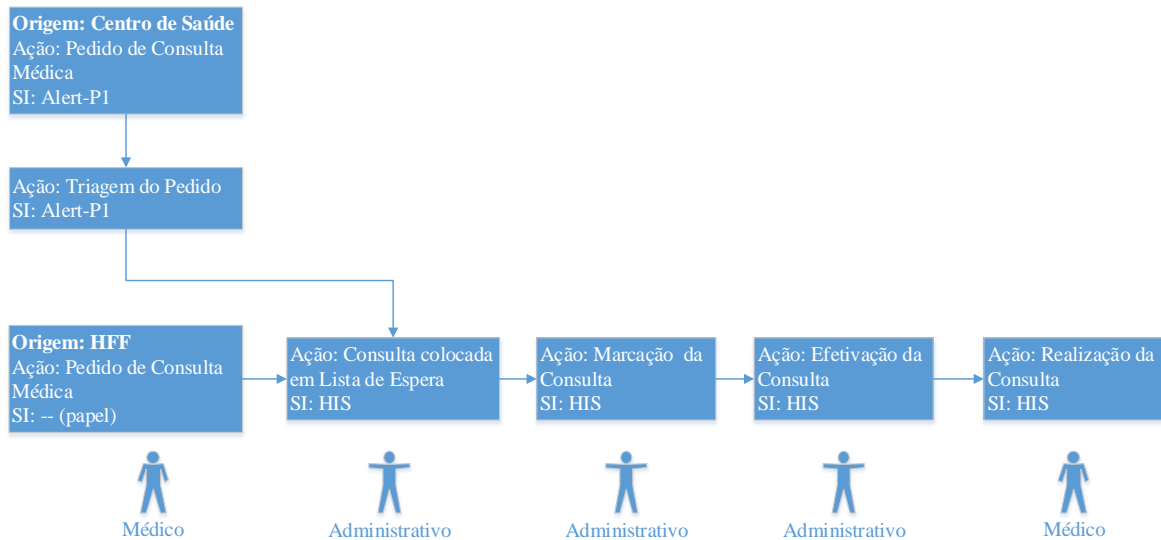 Origem: Centro de Saúde
Ação: Pedido de Consulta
Médica
SI: Alert-P1
Ação: Triagem do Pedido
SI: Alert-P1
Origem: HFF
Ação: Pedido de Consulta
Médica
SI: -- (papel)
Ação: Consulta colocada
em Lista de Espera
SI: HIS
Ação: Marcação da
Consulta
SI: HIS
Ação: Efetivação da
Consulta
SI: HIS
Ação: Realização da
Consulta
SI: HIS
Médico
Administrativo
Administrativo
Administrativo
Médico